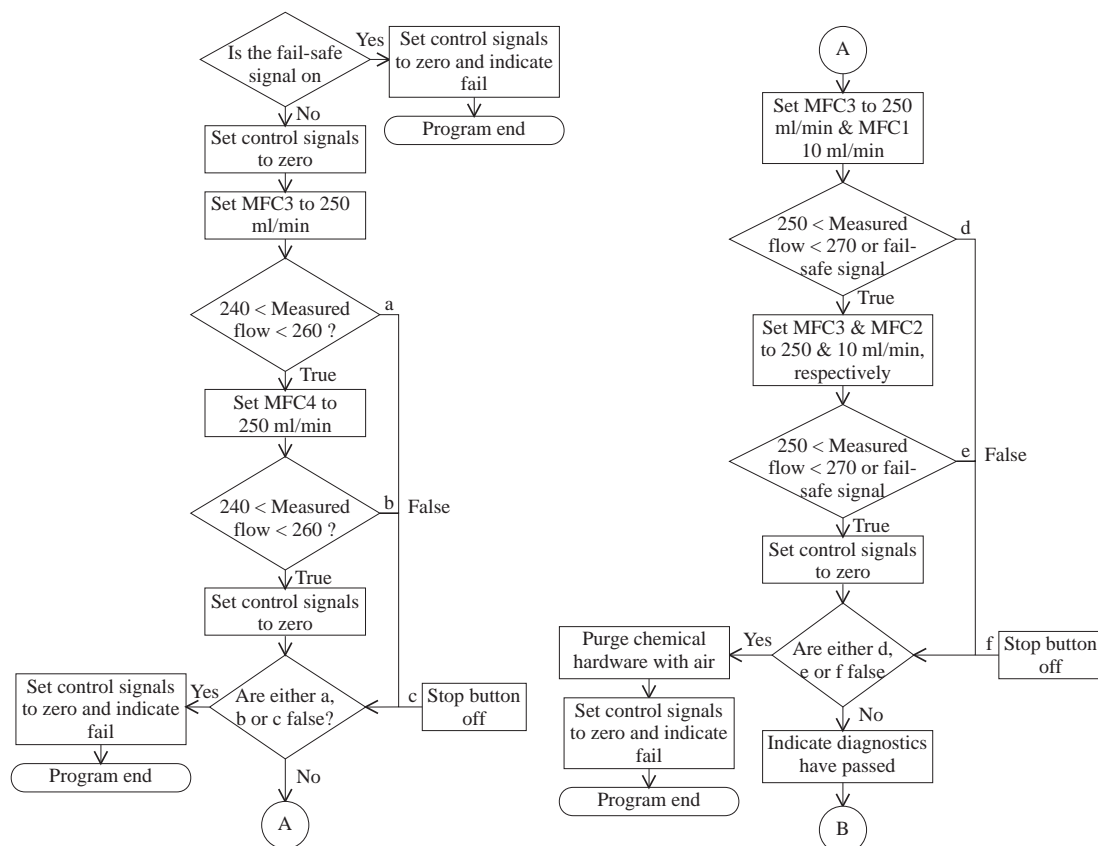 Is the fail-safe
signal on
Yes
Set control signals
to zero and indicate
fail
Program end
No
Set control signals
to zero
Set MFC3 to 250
ml/min
240 < Measured
flow < 260 ?
a
True
Set MFC4 to
250 ml/min
240 < Measured
flow < 260 ?
b
False
True
Set control signals
to zero
Are either a,
b or c false?
c
Stop button
off
Yes
Set control signals
to zero and indicate
fail
Program end
No
A
A
Set MFC3 to 250
ml/min & MFC1
10 ml/min
250 < Measured
flow < 270 or fail-
safe signal
d
True
Set MFC3 & MFC2
to 250 & 10 ml/min,
respectively
250 < Measured
flow < 270 or fail-
safe signal
e
False
True
Set control signals
to zero
Are either d,
e or f false
f
Stop button
off
Yes
Purge chemical
hardware with air
Set control signals
to zero and indicate
fail
Program end
No
Indicate diagnostics
have passed
B